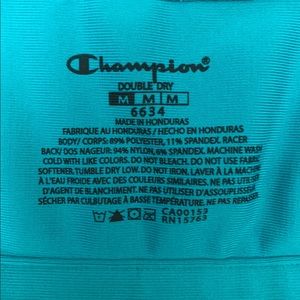 Champion®
DOUBLE DRY
M M M
6634
MADE IN HONDURAS
FABRIQUE AU HONDURAS / HECHO EN HONDURAS
BODY/ CORPS: 89% POLYESTER, 11% SPANDEX. RACER
BACK/ DOS NAGEUR: 94% NYLON, 6% SPANDEX. MACHINE WASH
COLD WITH LIKE COLORS. DO NOT BLEACH. DO NOT USE FABRIC
SOFTENER. TUMBLE DRY LOW. DO NOT IRON. LAVER À LA MACHINE
À L'EAU FROIDE AVEC DES COULEURS SIMILAIRES. NE PAS UTILISER
D'AGENT DE BLANCHIMENT. NE PAS UTILISER D'ASSOUPLISSEUR
SÉCHER PAR CULBUTAGE À BASSE TEMPÉRATURE. NE PAS REPASSER.
CA00153
RN15763